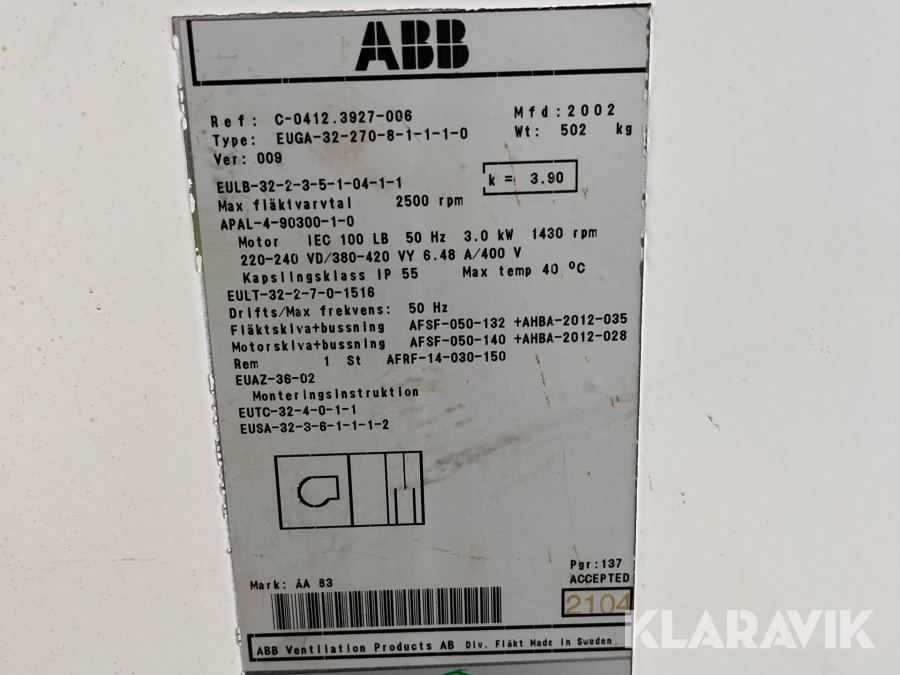 ABB
Ref: C-0412.3927-006 Mfd:2002
Type: EUGA-32-270-8-1-1-1-0 Wt: 502 kg
Ver: 009
EULB-32-2-3-5-1-04-1-1 k = 3.90
Max fläktvarvtal 2500 rpm
APAL-4-90300-1-0
Motor IEC 100 LB 50 Hz 3.0 kW 1430 rpm
220-240 VD/380-420 VY 6.48 A/400 V
Kapslingsklass IP 55 Max temp 40 ºC
EULT-32-2-7-0-1516
Drifts/Max frekvens: 50 Hz
Fläktskiva+bussning AFSF-050-132 +AHBA-2012-035
Motorskiva+bussning AFSF-050-140 +AHBA-2012-028
Rem 1 St AFRF-14-030-150
EUAZ-36-02
Monteringsinstruktion
EUTC-32-4-0-1-1
EUSA-32-3-6-1-1-1-2
Pgr:137
Mark: AA 83 ACCEPTED
2104
KLARAVIK
ABB Ventilation Products AB Div. Fläkt Made in Sweden